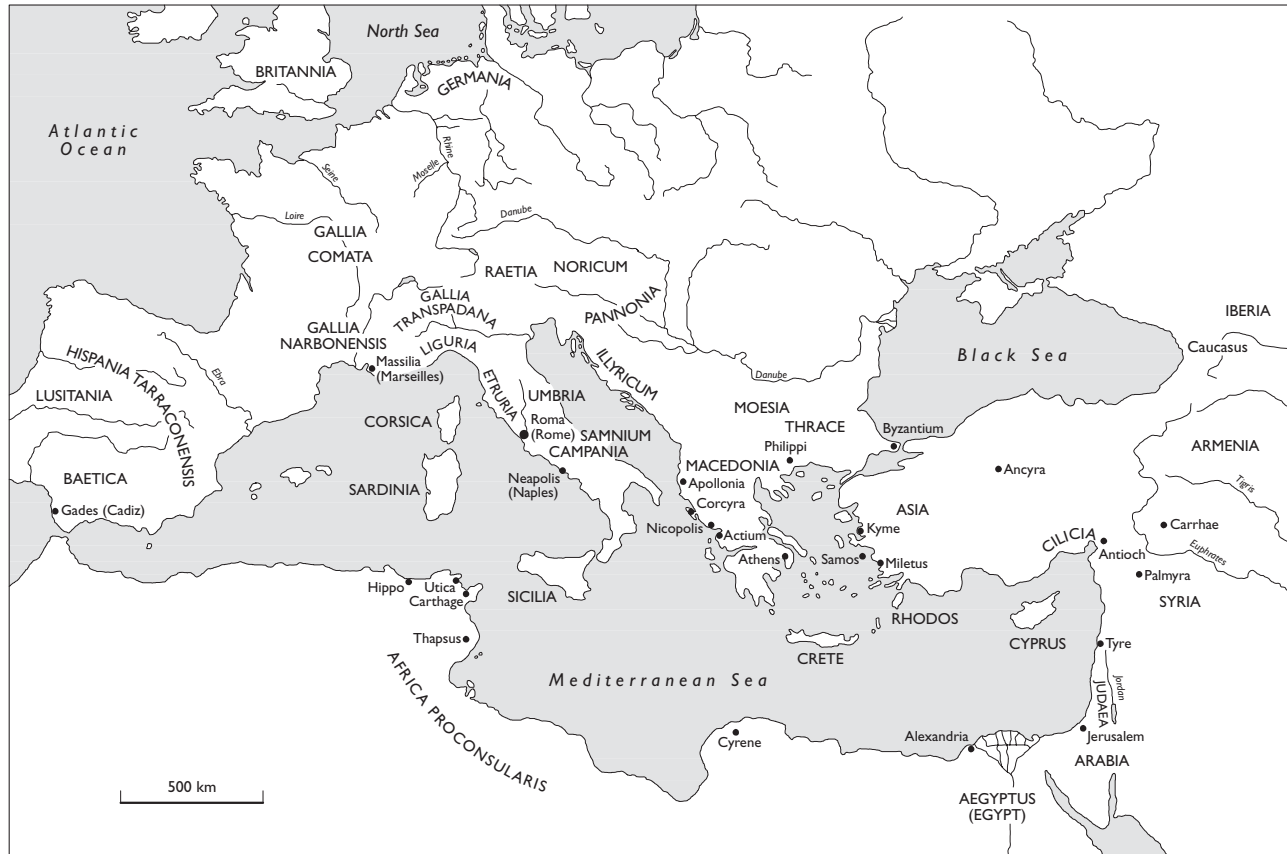 North Sea
BRITANNIA
GERMANIA
Atlantic
Ocean
Rhine
Seine
Moselle
Loire
Danube
GALLIA
COMATA
RAETIA
NORICUM
GALLIA
TRANSPADANA
PANNONIA
IBERIA
GALLIA
NARBONENSIS
LIGURIA
Caucasus
Black Sea
HISPANIA TARRACONENSIS
Massilia
(Marseilles)
ILLYRICUM
Ebra
ETRURIA
Danube
LUSITANIA
UMBRIA
MOESIA
CORSICA
Roma
(Rome)
THRACE
Byzantium
SAMNIUM
Philippi
ARMENIA
CAMPANIA
MACEDONIA
Ancyra
BAETICA
Neapolis
(Naples)
Apollonia
Tigris
SARDINIA
Corcyra
ASIA
Gades (Cadiz)
Nicopolis
Kyme
Carrhae
Actium
CILICIA
Antioch
Euphrates
Athens
Samos
Miletus
Palmyra
Hippo
Utica
Carthage
SICILIA
SYRIA
RHODOS
Thapsus
CYPRUS
Tyre
CRETE
AFRICA PROCONSULARIS
Mediterranean Sea
Jordan
JUDAEA
Cyrene
Alexandria
Jerusalem
ARABIA
500 km
AEGYPTUS
(EGYPT)